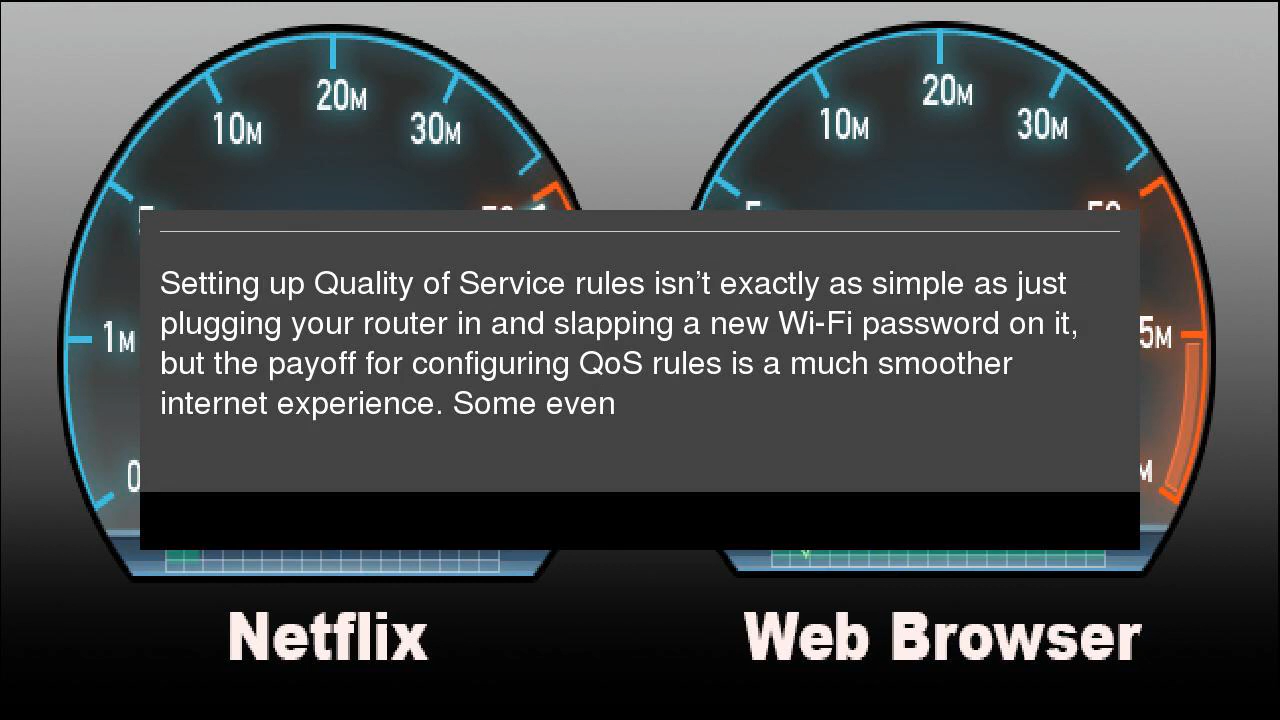 20M
20M
10M
30M
10M
30M
1M
5M
Setting up Quality of Service rules isn’t exactly as simple as just
plugging your router in and slapping a new Wi-Fi password on it,
but the payoff for configuring QoS rules is a much smoother
internet experience. Some even
0
M
Netflix
Web Browser